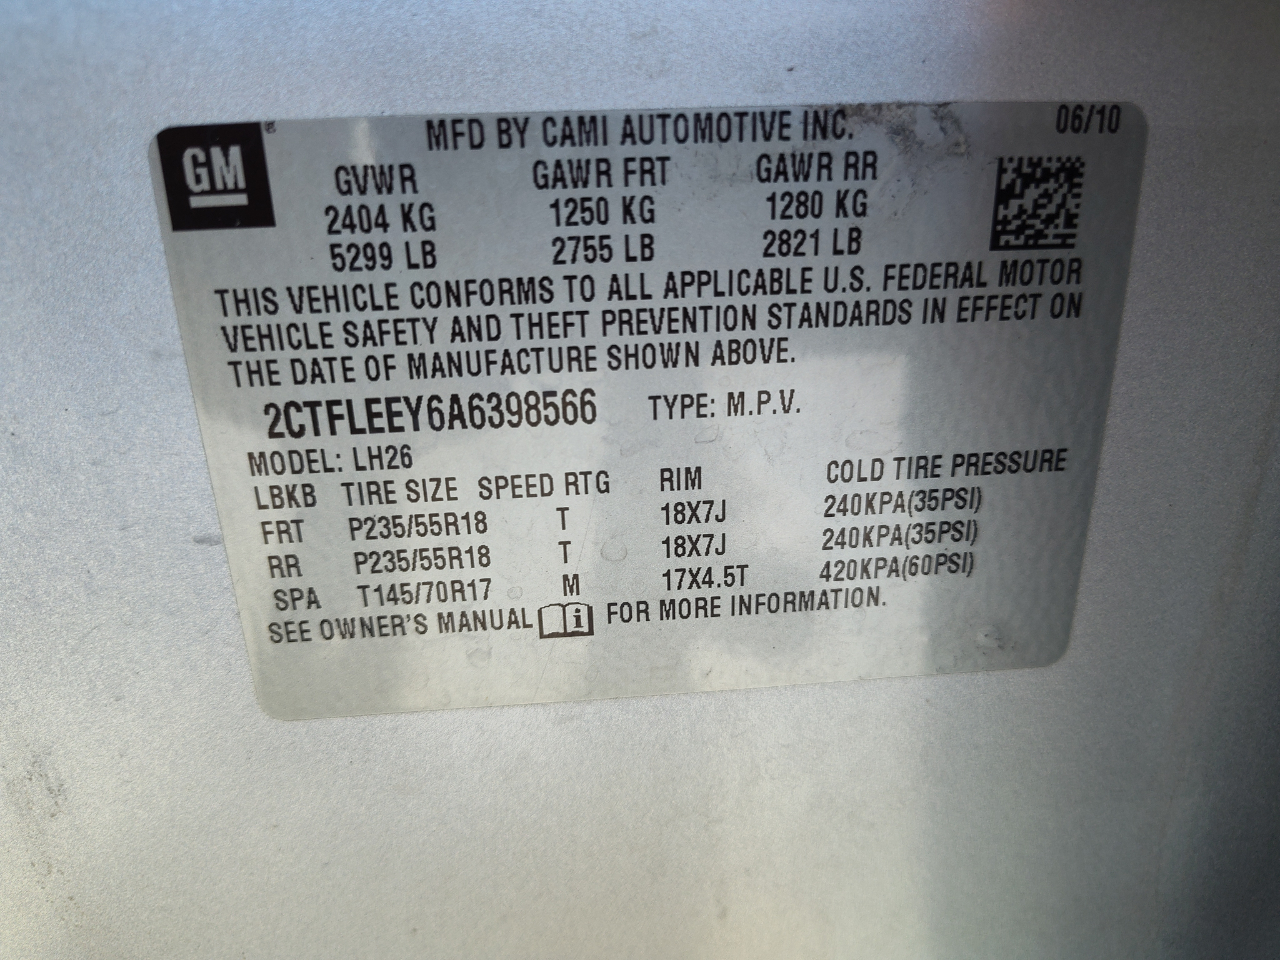 GM ®
MFD BY CAMI AUTOMOTIVE INC. 06/10
GVWR GAWR FRT GAWR RR
2404 KG 1250 KG 1280 KG
5299 LB 2755 LB 2821 LB
THIS VEHICLE CONFORMS TO ALL APPLICABLE U.S. FEDERAL MOTOR
VEHICLE SAFETY AND THEFT PREVENTION STANDARDS IN EFFECT ON
THE DATE OF MANUFACTURE SHOWN ABOVE.
2CTFLEEY6A6398566 TYPE: M.P.V.
MODEL: LH26
LBKB TIRE SIZE SPEED RTG RIM COLD TIRE PRESSURE
FRT P235/55R18 T 18X7J 240KPA(35PSI)
RR P235/55R18 T 18X7J 240KPA(35PSI)
SPA T145/70R17 M 17X4.5T 420KPA(60PSI)
SEE OWNER'S MANUAL i FOR MORE INFORMATION.